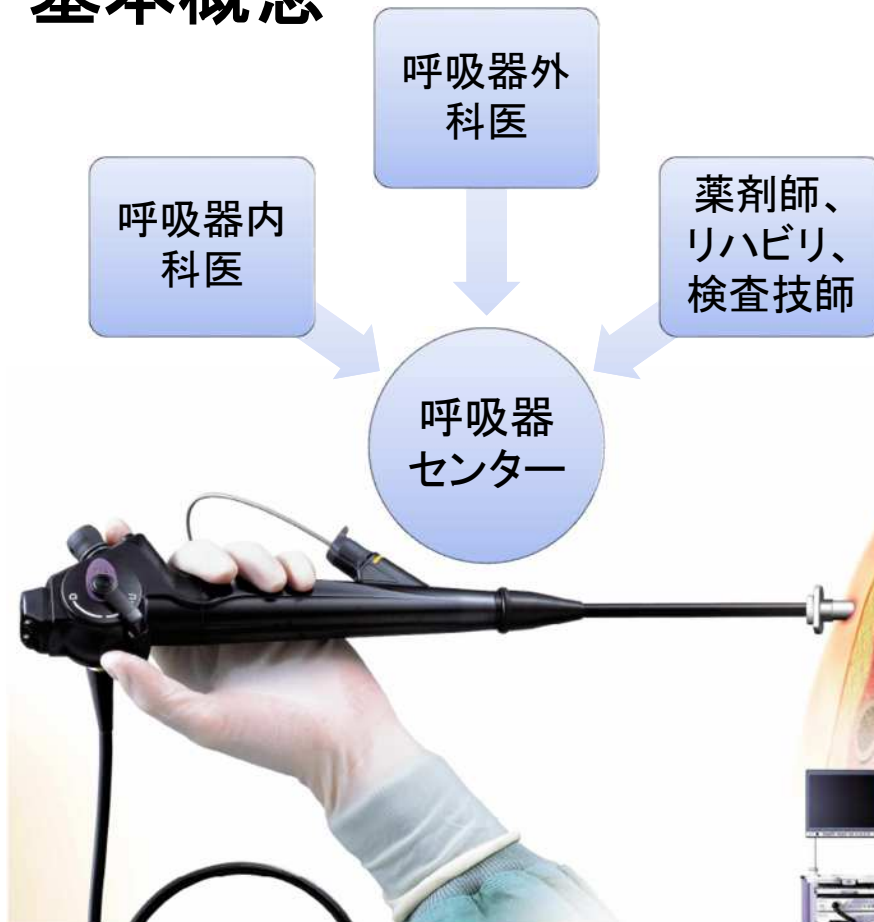 基本概念
呼吸器外
科医
呼吸器内
科医
薬剤師、
リハビリ、
検査技師
呼吸器
センター